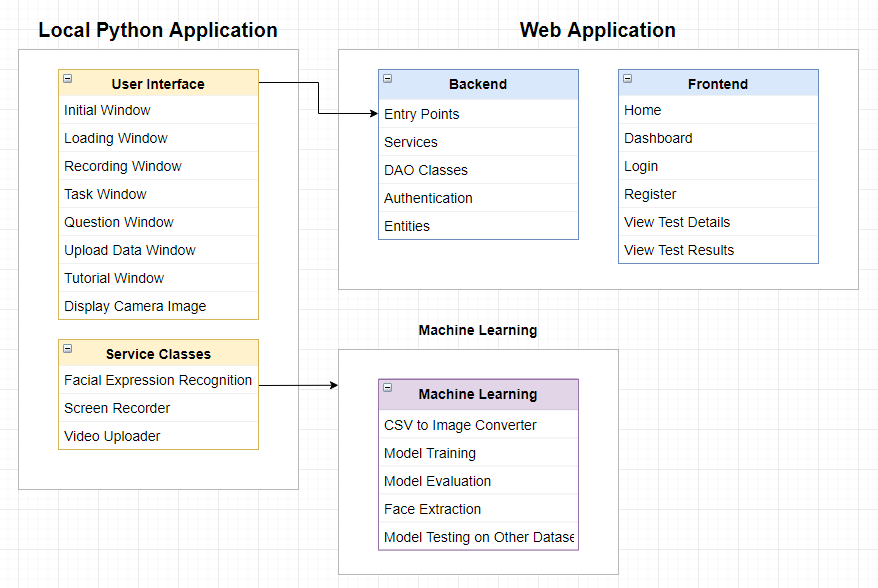 Local Python Application
User Interface
Initial Window
Loading Window
Recording Window
Task Window
Question Window
Upload Data Window
Tutorial Window
Display Camera Image
Service Classes
Facial Expression Recognition
Screen Recorder
Video Uploader
Web Application
Backend
Entry Points
Services
DAO Classes
Authentication
Entities
Frontend
Home
Dashboard
Login
Register
View Test Details
View Test Results
Machine Learning
Machine Learning
CSV to Image Converter
Model Training
Model Evaluation
Face Extraction
Model Testing on Other Datase